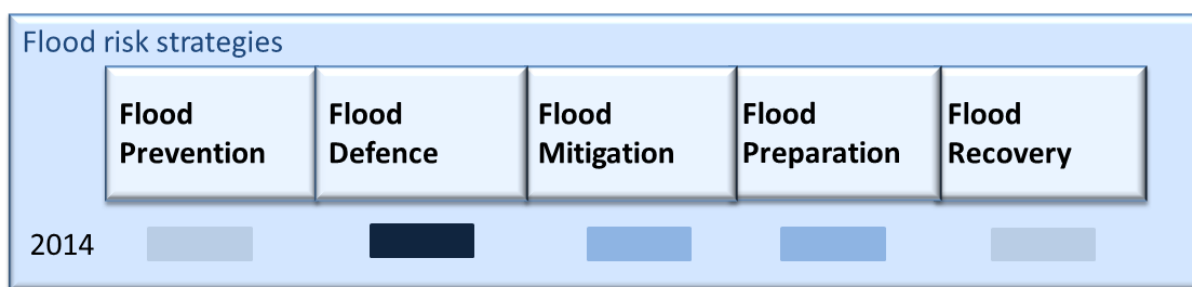 Flood risk strategies
Flood Prevention
Flood Defence
Flood Mitigation
Flood Preparation
Flood Recovery
2014